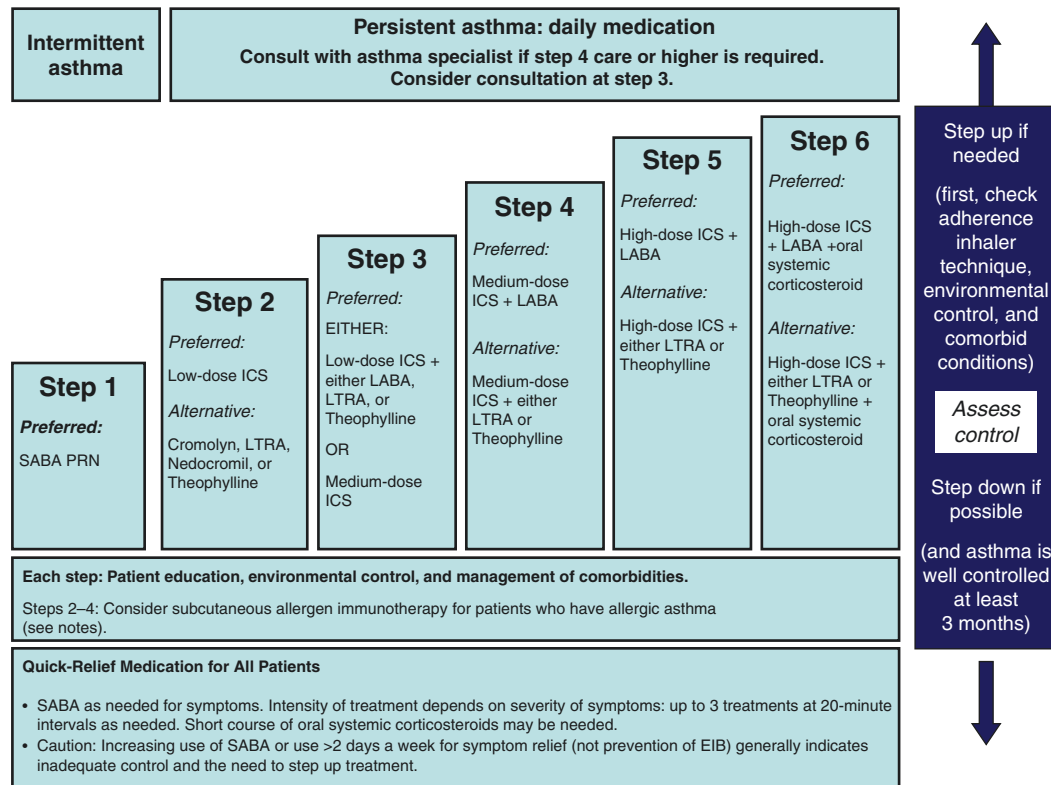 Intermittent
asthma
Persistent asthma: daily medication
Consult with asthma specialist if step 4 care or higher is required.
Consider consultation at step 3.
Step 1
Preferred:
SABA PRN
Step 2
Preferred:
Low-dose ICS
Alternative:
Cromolyn, LTRA,
Nedocromil, or
Theophylline
Step 3
Preferred:
EITHER:
Low-dose ICS +
either LABA,
LTRA, or
Theophylline
OR
Medium-dose
ICS
Step 4
Preferred:
Medium-dose
ICS + LABA
Alternative:
Medium-dose
ICS + either
LTRA or
Theophylline
Step 5
Preferred:
High-dose ICS +
LABA
Alternative:
High-dose ICS +
either LTRA or
Theophylline
Step 6
Preferred:
High-dose ICS
+ LABA +oral
systemic
corticosteroid
Alternative:
High-dose ICS +
either LTRA or
Theophylline +
oral systemic
corticosteroid
Step up if
needed
(first, check
adherence
inhaler
technique,
environmental
control, and
comorbid
conditions)
Assess
control
Step down if
possible
(and asthma is
well controlled
at least
3 months)
Each step: Patient education, environmental control, and management of comorbidities.
Steps 2–4: Consider subcutaneous allergen immunotherapy for patients who have allergic asthma
(see notes).
Quick-Relief Medication for All Patients
• SABA as needed for symptoms. Intensity of treatment depends on severity of symptoms: up to 3 treatments at 20-minute
intervals as needed. Short course of oral systemic corticosteroids may be needed.
• Caution: Increasing use of SABA or use >2 days a week for symptom relief (not prevention of EIB) generally indicates
inadequate control and the need to step up treatment.